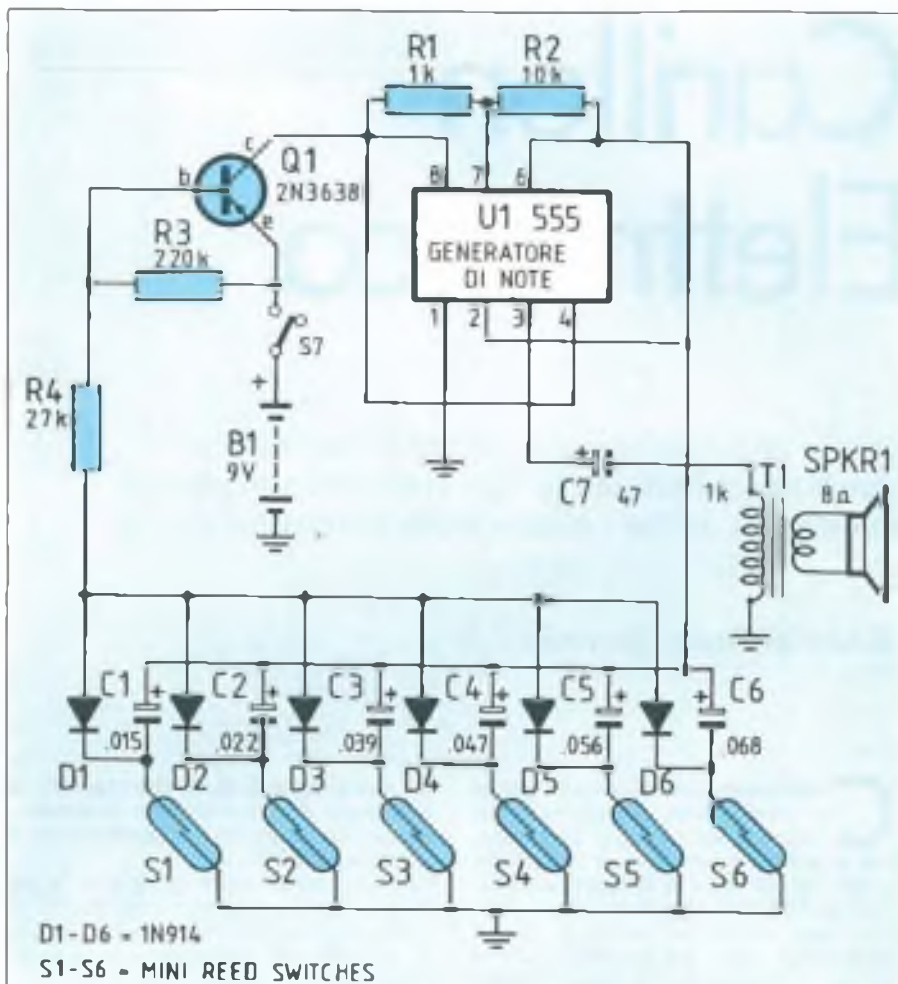 R1
1k
R2
10k
c
b
e
Q1
2N3638
R3
220k
8
7
6
U1 555
GENERATORE
DI NOTE
1
2
3
4
S7
+
R4
27k
B1
9V
+
C7
47
1k
T1
SPKR1
8Ω
C1
+
C2
+
C3
+
C4
+
C5
+
C6
+
.015
.022
.039
.047
.056
.068
D1
D2
D3
D4
D5
D6
S1
S2
S3
S4
S5
S6
D1-D6 = 1N914
S1-S6 = MINI REED SWITCHES